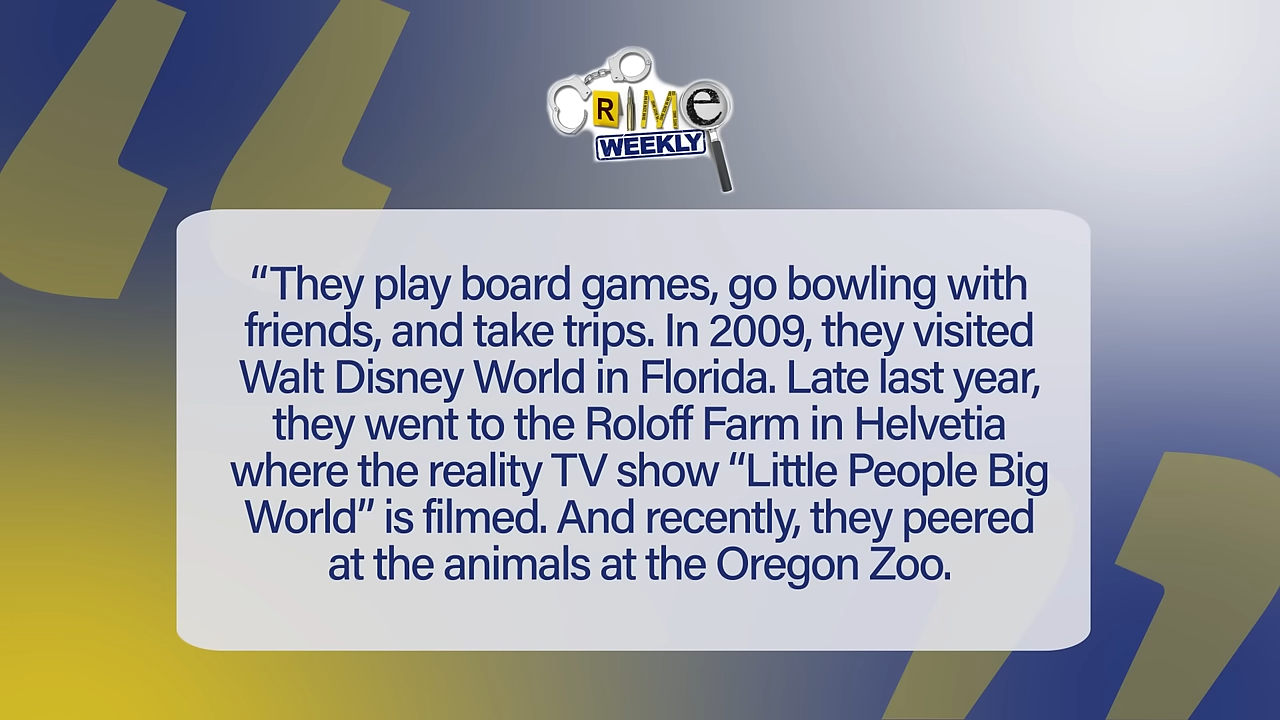 CRIME
WEEKLY
“They play board games, go bowling with
friends, and take trips. In 2009, they visited
Walt Disney World in Florida. Late last year,
they went to the Roloff Farm in Helvetia
where the reality TV show “Little People Big
World” is filmed. And recently, they peered
at the animals at the Oregon Zoo.